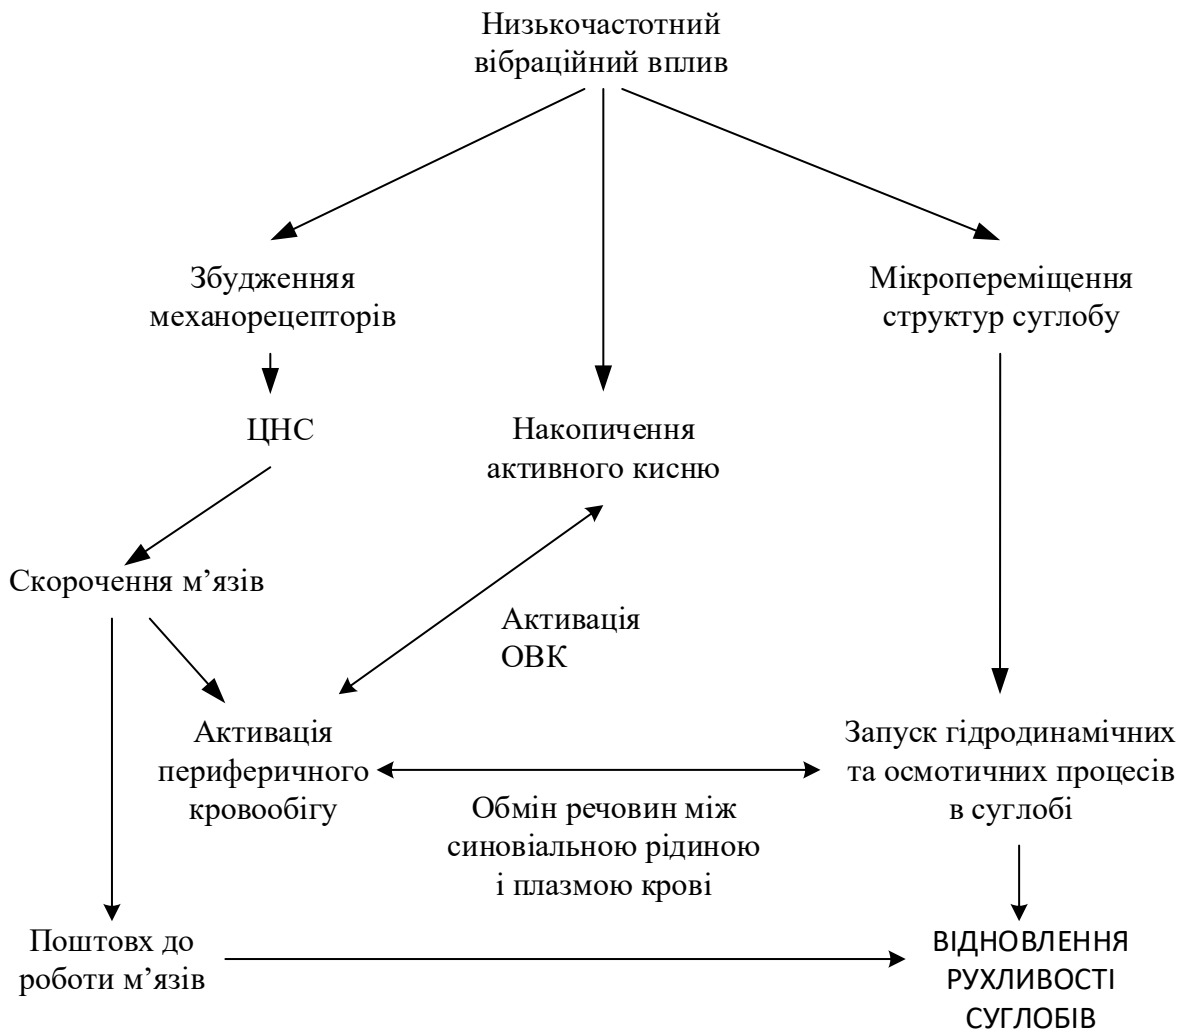 Низькочастотний
вібраційний вплив
Збудженняя
механорецепторів
Мікропереміщення
структур суглобу
ЦНС
Накопичення
активного кисню
Скорочення м’язів
Активація
ОВК
Активація
периферичного
кровообігу
Запуск гідродинамічних
та осмотичних процесів
в суглобі
Обмін речовин між
синовіальною рідиною
і плазмою крові
Поштовх до
роботи м’язів
ВІДНОВЛЕННЯ
РУХЛИВОСТІ
СУГЛОБІВ